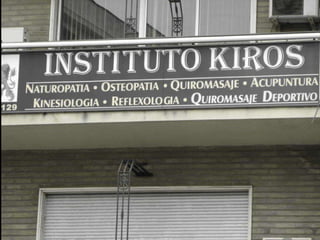 INSTITUTO KIROS
NATUROPATIA • OSTEOPATIA • QUIROMASAJE • ACUPUNTURA
KINESIOLOGIA • REFLEXOLOGIA • QUIROMASAJE DEPORTIVO
129